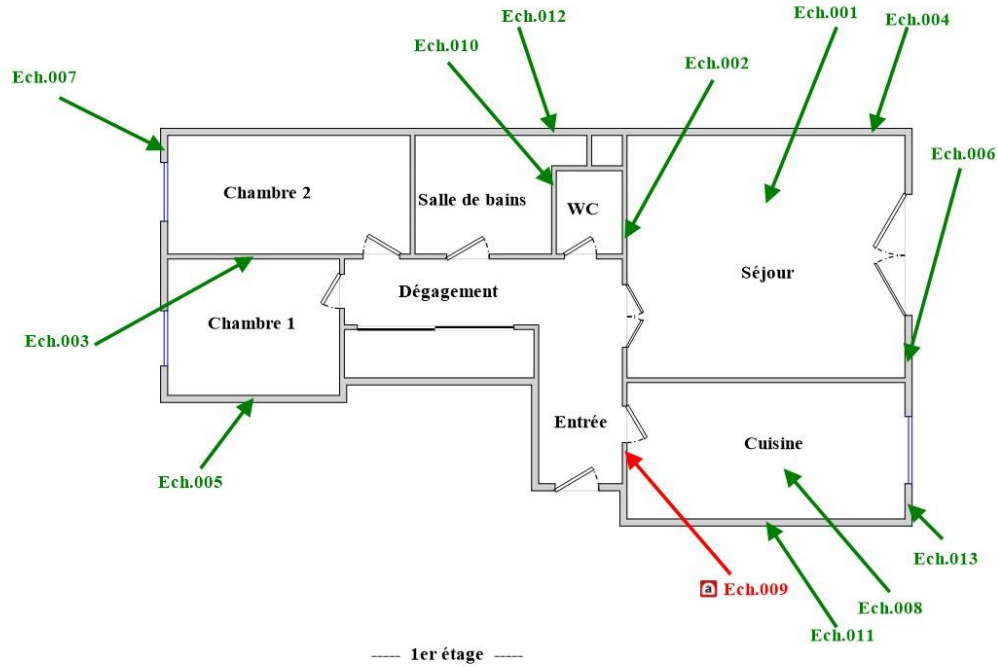 Ech.012
Ech.001
Ech.004
Ech.010
Ech.002
Ech.007
Ech.006
Chambre 2
Salle de bains
WC
Séjour
Dégagement
Chambre 1
Ech.003
Entrée
Cuisine
Ech.005
Ech.013
a Ech.009
Ech.008
Ech.011
----- 1er étage -----